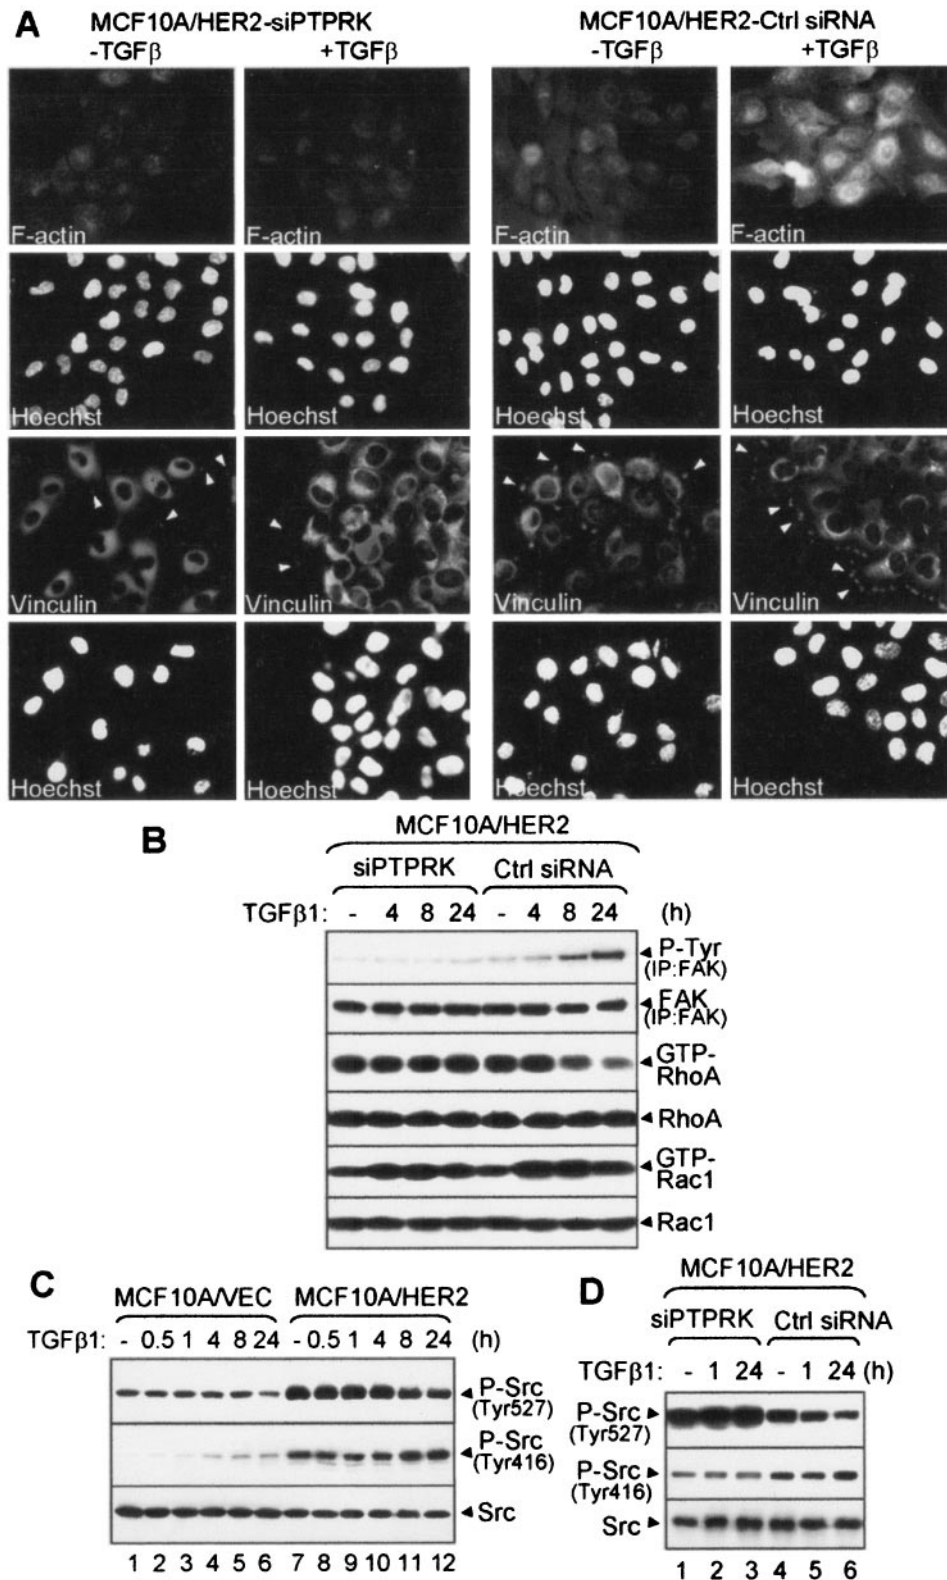 A
MCF10A/HER2-siPTPRK
MCF10A/HER2-Ctrl siRNA
-TGFβ
+TGFβ
-TGFβ
+TGFβ
F-actin
F-actin
F-actin
F-actin
Hoechst
Hoechst
Hoechst
Hoechst
Vinculin
Vinculin
Vinculin
Vinculin
Hoechst
Hoechst
Hoechst
Hoechst
B
MCF10A/HER2
siPTPRK Ctrl siRNA
TGFβ1: - 4 8 24 - 4 8 24 (h)
P-Tyr
(IP:FAK)
FAK
(IP:FAK)
GTP-
RhoA
RhoA
GTP-
Rac1
Rac1
C
MCF10A/VEC MCF10A/HER2
TGFβ1: - 0.5 1 4 8 24 - 0.5 1 4 8 24 (h)
P-Src
(Tyr527)
P-Src
(Tyr416)
Src
1 2 3 4 5 6 7 8 9 10 11 12
D
MCF10A/HER2
siPTPRK Ctrl siRNA
TGFβ1: - 1 24 - 1 24 (h)
P-Src
(Tyr527)
P-Src
(Tyr416)
Src
1 2 3 4 5 6